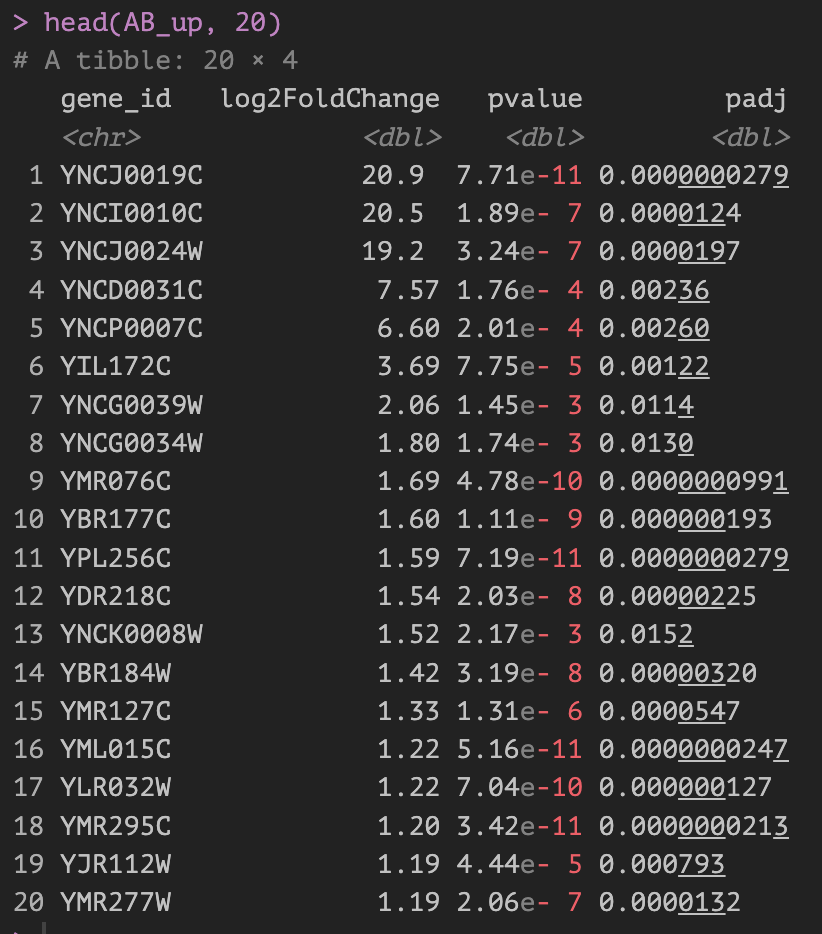 > head(AB_up, 20)
# A tibble: 20 × 4
gene_id log2FoldChange pvalue padj
<chr> <dbl> <dbl> <dbl>
1 YNCJ0019C 20.9 7.71e-11 0.0000000279
2 YNCI0010C 20.5 1.89e- 7 0.0000124
3 YNCJ0024W 19.2 3.24e- 7 0.0000197
4 YNCD0031C 7.57 1.76e- 4 0.00236
5 YNCP0007C 6.60 2.01e- 4 0.00260
6 YIL172C 3.69 7.75e- 5 0.00122
7 YNCG0039W 2.06 1.45e- 3 0.0114
8 YNCG0034W 1.80 1.74e- 3 0.0130
9 YMR076C 1.69 4.78e-10 0.0000000991
10 YBR177C 1.60 1.11e- 9 0.000000193
11 YPL256C 1.59 7.19e-11 0.0000000279
12 YDR218C 1.54 2.03e- 8 0.00000225
13 YNCK0008W 1.52 2.17e- 3 0.0152
14 YBR184W 1.42 3.19e- 8 0.00000320
15 YMR127C 1.33 1.31e- 6 0.0000547
16 YML015C 1.22 5.16e-11 0.0000000247
17 YLR032W 1.22 7.04e-10 0.000000127
18 YMR295C 1.20 3.42e-11 0.0000000213
19 YJR112W 1.19 4.44e- 5 0.000793
20 YMR277W 1.19 2.06e- 7 0.0000132